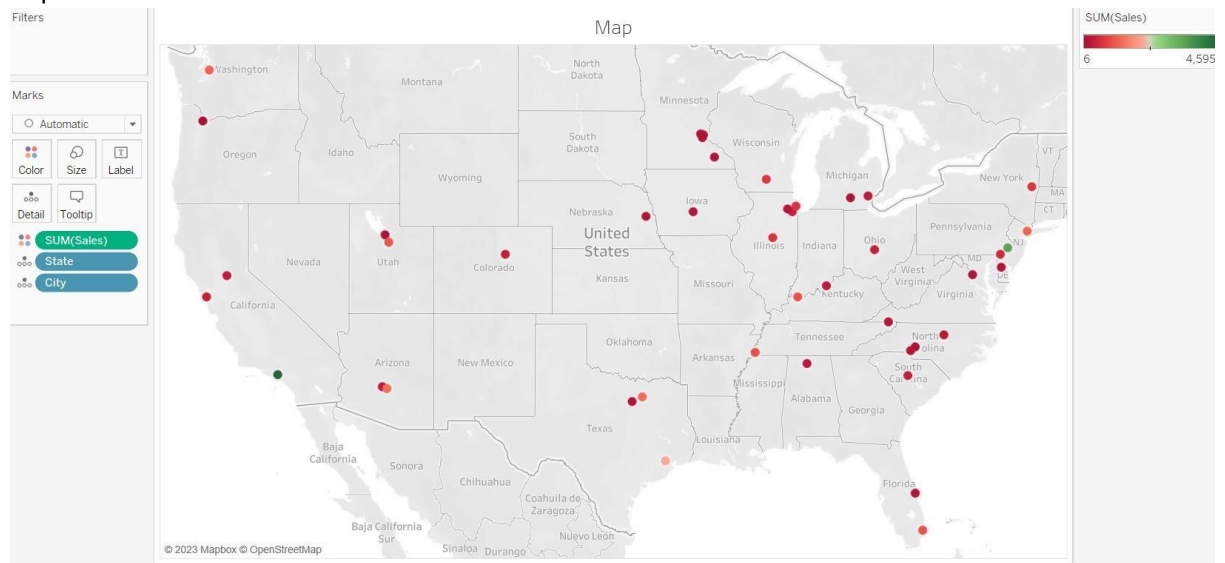 Filters
Marks
Automatic
Color
Size
Label
Detail
Tooltip
SUM(Sales)
State
City
Map
Washington
Montana
North
Dakota
Minnesota
Oregon
Idaho
South
Dakota
Wisconsin
Michigan
VT
New York
MA
CT
Wyoming
Iowa
Nebraska
United
States
Illinois
Indiana
Ohio
Pennsylvania
NJ
MD
DE
Nevada
Utah
Colorado
Kansas
Missouri
West
Virginia
Virginia
Kentucky
California
Tennessee
North
Arizona
New Mexico
Oklahoma
Arkansas
South
Mississippi
Alabama
Georgia
Texas
Louisiana
Baja
California
Sonora
Chihuahua
Coahuila de
Zaragoza
Florida
Baja California
Sur
Sinaloa
Durango
Nuevo León
© 2023 Mapbox © OpenStreetMap
SUM(Sales)
6
4,595